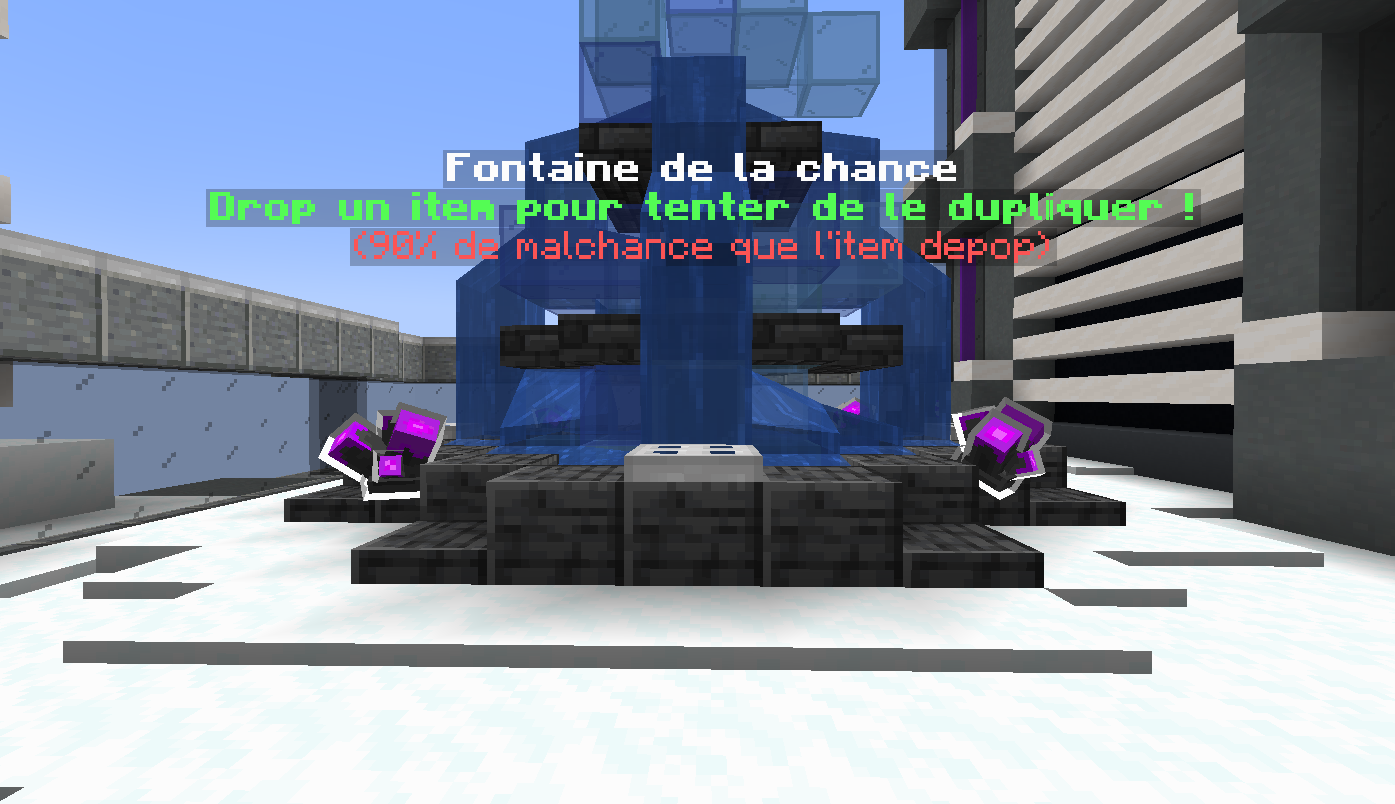 Fontaine de la chance
Drop un item pour tenter de le dupliquer !
(90% de malchance que l'item depop)